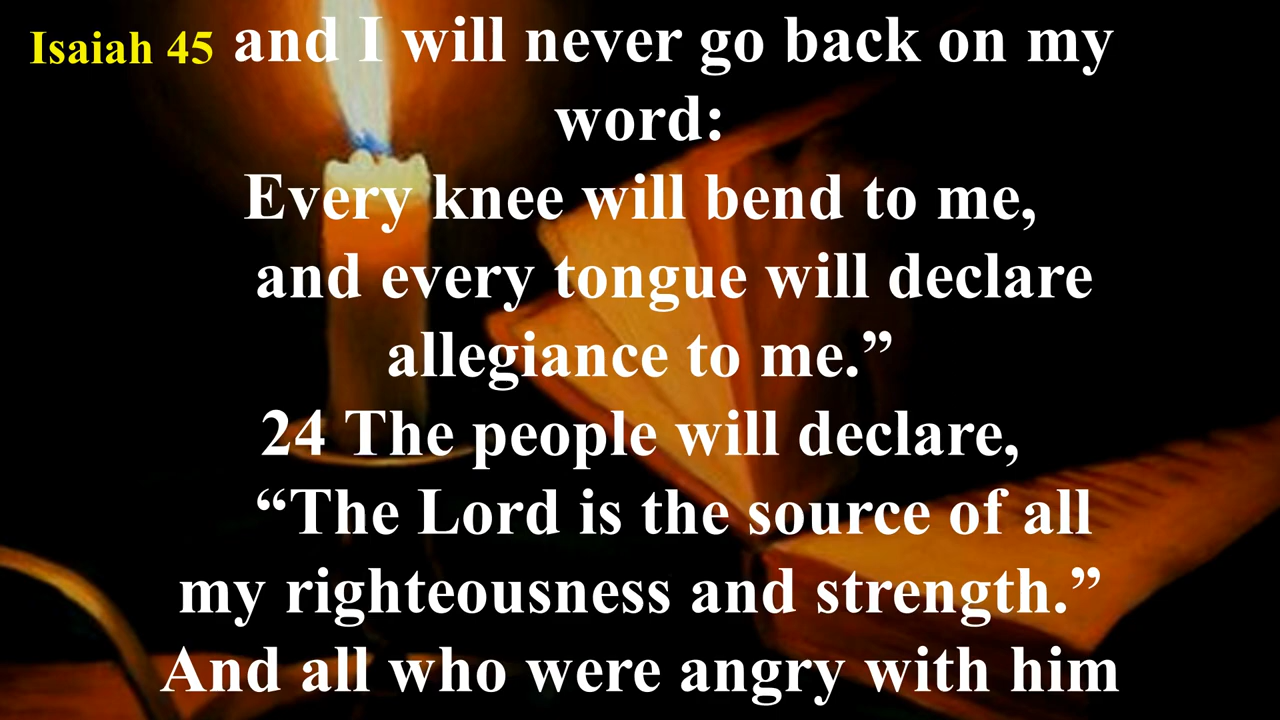 Isaiah 45 and I will never go back on my
word:
Every knee will bend to me,
and every tongue will declare
allegiance to me.”
24 The people will declare,
“The Lord is the source of all
my righteousness and strength.”
And all who were angry with him